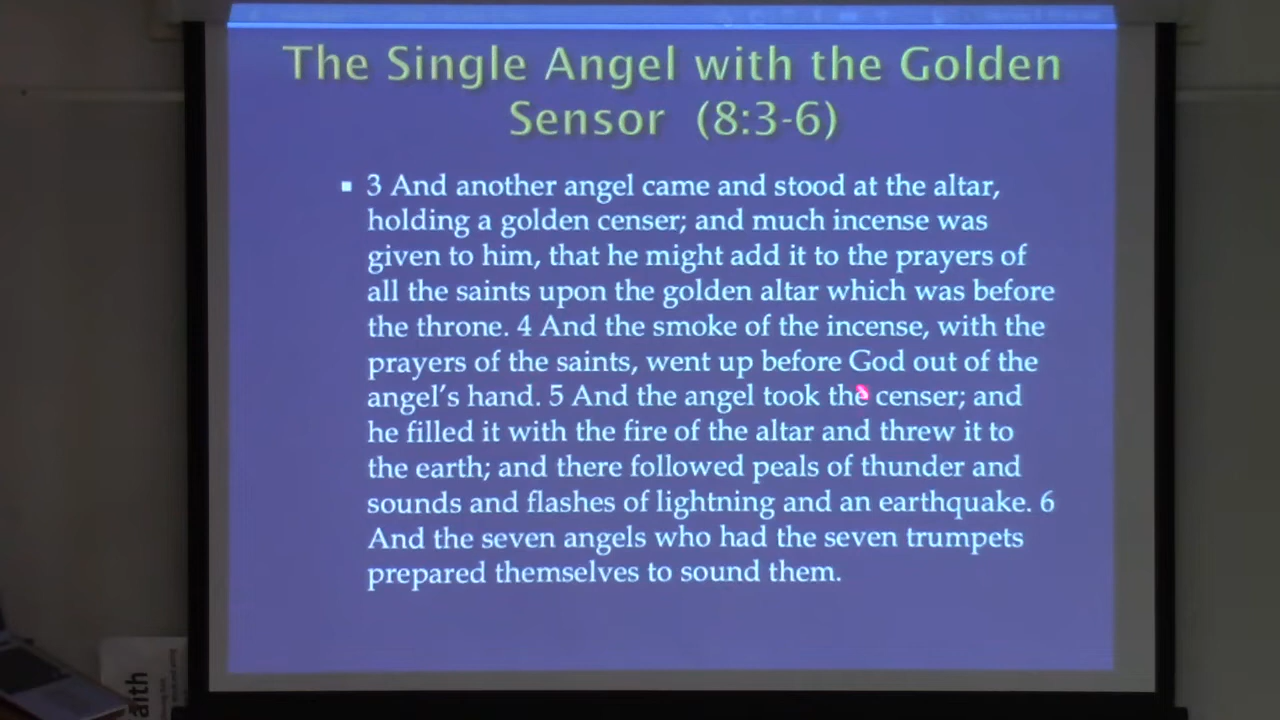 The Single Angel with the Golden
Sensor (8:3-6)
3 And another angel came and stood at the altar,
holding a golden censer; and much incense was
given to him, that he might add it to the prayers of
all the saints upon the golden altar which was before
the throne. 4 And the smoke of the incense, with the
prayers of the saints, went up before God out of the
angel's hand. 5 And the angel took the censer; and
he filled it with the fire of the altar and threw it to
the earth; and there followed peals of thunder and
sounds and flashes of lightning and an earthquake. 6
And the seven angels who had the seven trumpets
prepared themselves to sound them.
aith